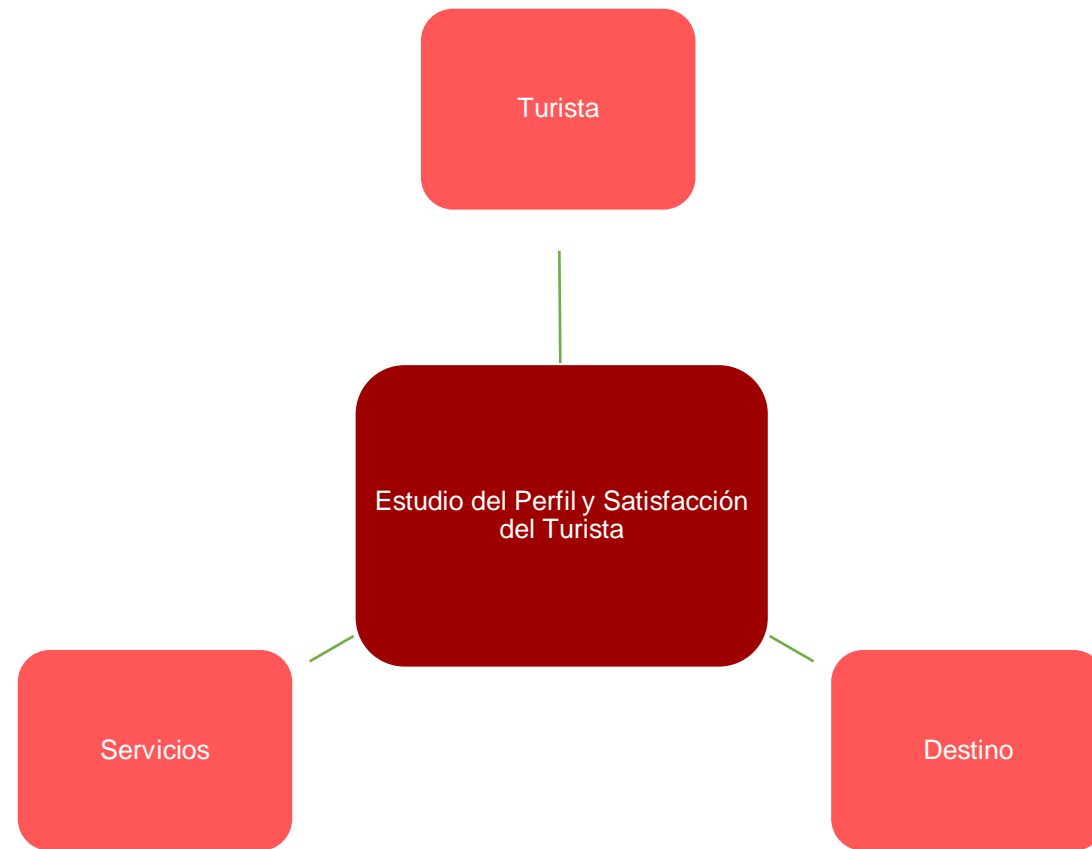 Turista
Estudio del Perfil y Satisfacción
del Turista
Servicios
Destino